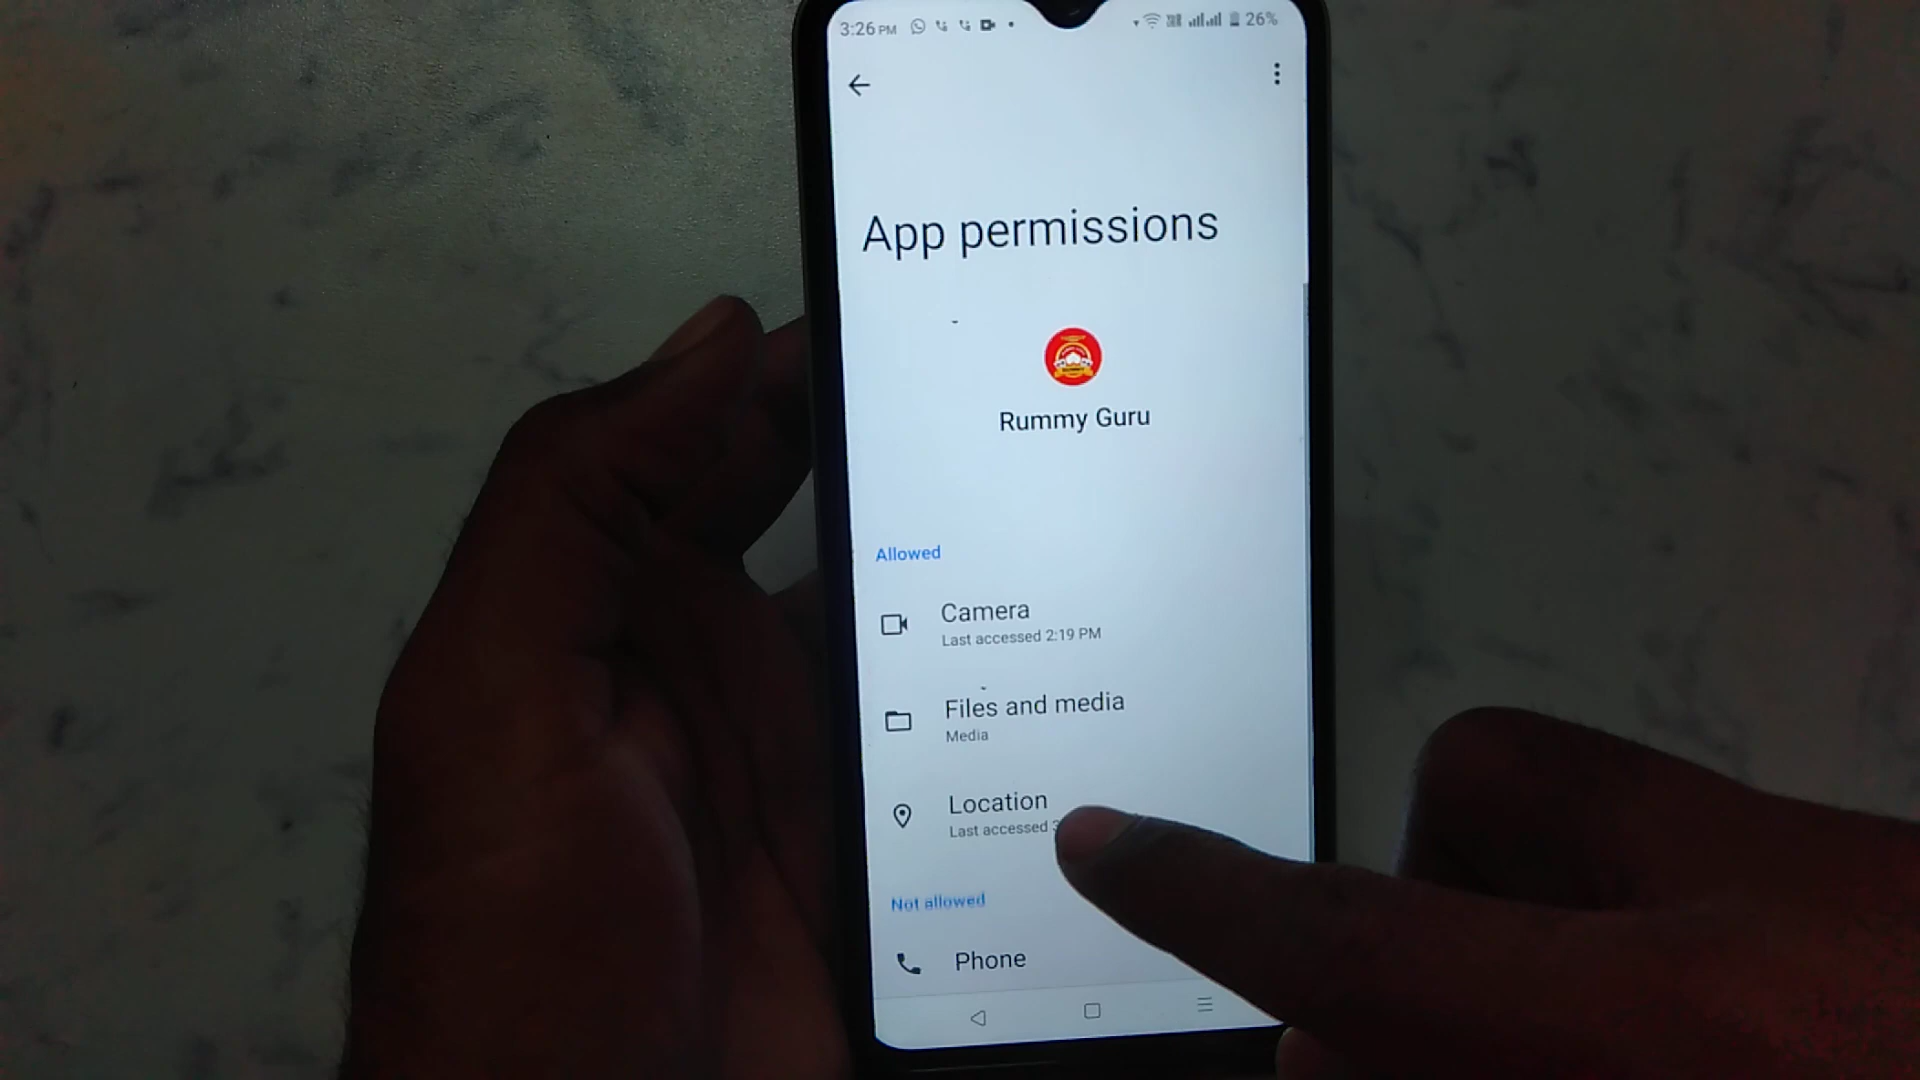 3:26 PM 26%
App permissions
Rummy Guru
Allowed
Camera
Last accessed 2:19 PM
Files and media
Media
Location
Last accessed
Not allowed
Phone